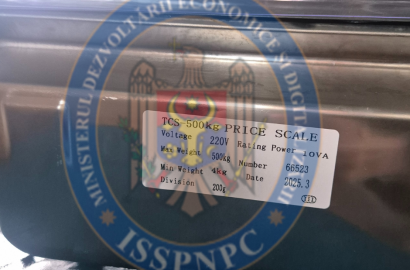 MINISTERUL DEZVOLTĂRII ECONOMICE ȘI DIGITALIZĂRII
TCS-500KG PRICE SCALE
Voltage 220V Rating Power 10VA
Max Weight 500kg Number 66523
Min Weight 4kg Date 2025.3
Division 200g
ISSPNPC